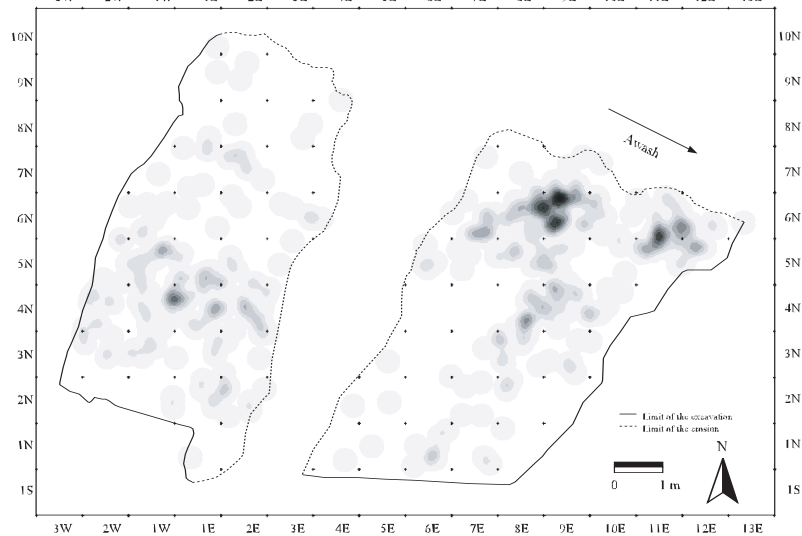 10N 10N
9N 9N
8N 8N
Awash
7N 7N
6N 6N
5N 5N
4N 4N
3N 3N
2N 2N
Limit of the excavation
Limit of the erosion
1N 1N
N
1S 1S
0 1 m
3W 2W 1W 1E 2E 3E 4E 5E 6E 7E 8E 9E 10E 11E 12E 13E